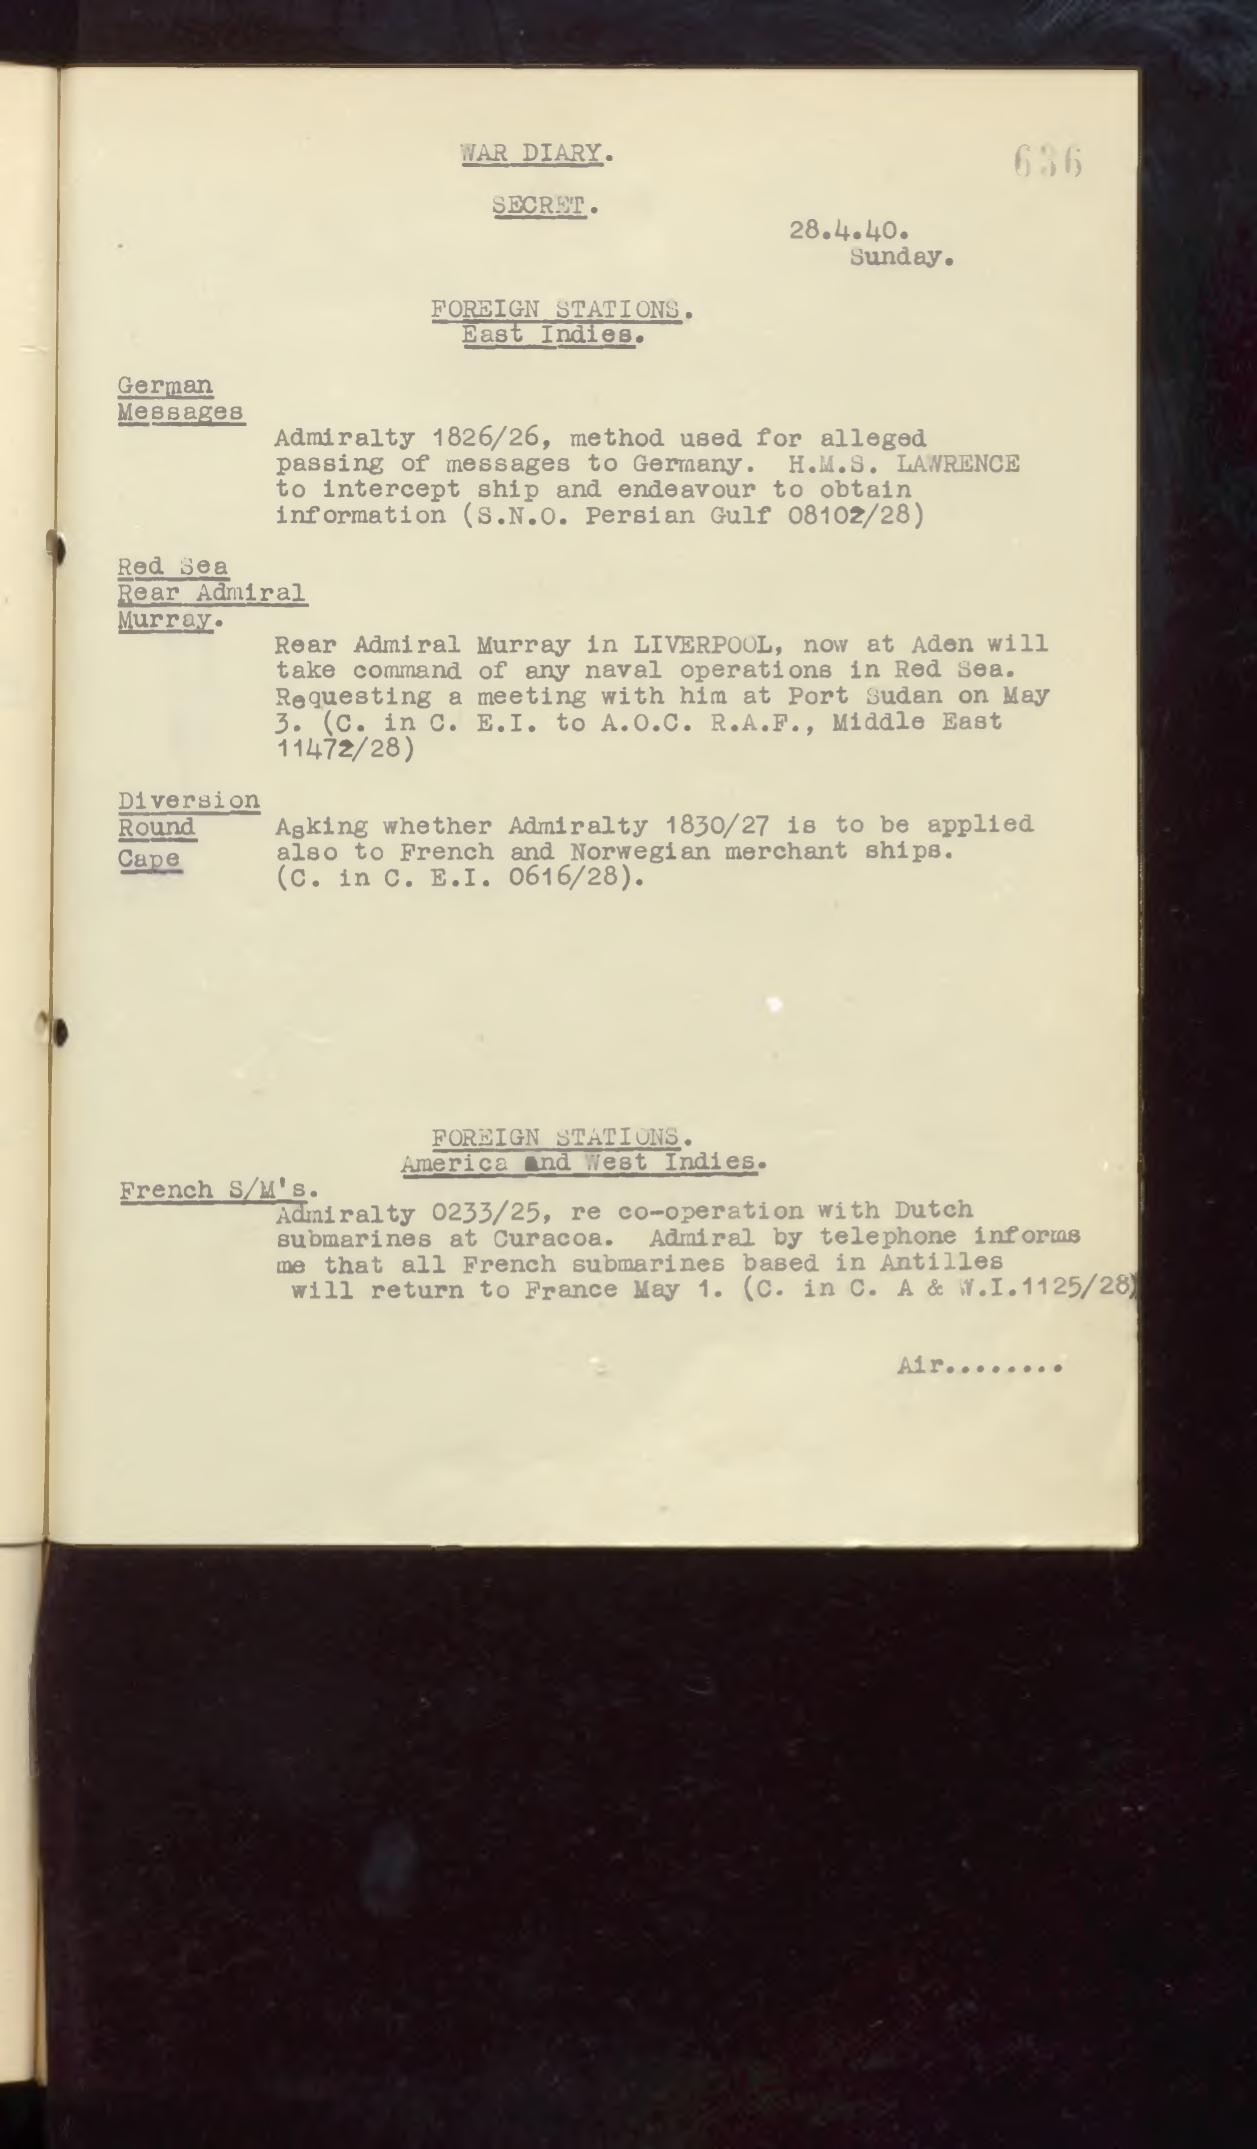 WAR DIARY.
636
SECRET.
28.4.40.
Sunday.
FOREIGN STATIONS.
East Indies.
German
Messages
Admiralty 1826/26, method used for alleged
passing of messages to Germany. H.M.S. LAWRENCE
to intercept ship and endeavour to obtain
information (S.N.O. Persian Gulf 0810Z/28)
Red Sea
Rear Admiral
Murray.
Rear Admiral Murray in LIVERPOOL, now at Aden will
take command of any naval operations in Red Sea.
Requesting a meeting with him at Port Sudan on May
3. (C. in C. E.I. to A.O.C. R.A.F., Middle East
1147Z/28)
Diversion
Round
Cape
Asking whether Admiralty 1830/27 is to be applied
also to French and Norwegian merchant ships.
(C. in C. E.I. 0616/28).
FOREIGN STATIONS.
America and West Indies.
French S/M's.
Admiralty 0233/25, re co-operation with Dutch
submarines at Curacoa. Admiral by telephone informs
me that all French submarines based in Antilles
will return to France May 1. (C. in C. A & W.I.1125/28)
Air........